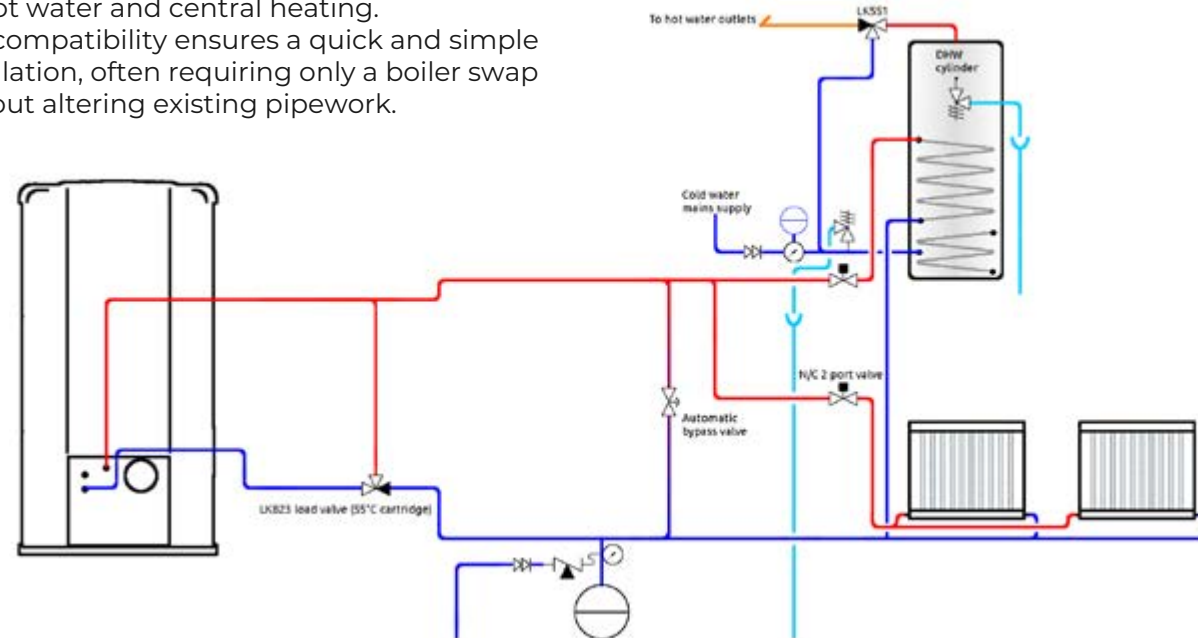 ot water and central heating.
compatibility ensures a quick and simple
llation, often requiring only a boiler swap
out altering existing pipework.
To hot water outlets
LK551
DHW
cylinder
Cold water
mains supply
N/C 2 port valve
Automatic
bypass valve
LK823 load valve (55°C cartridge)